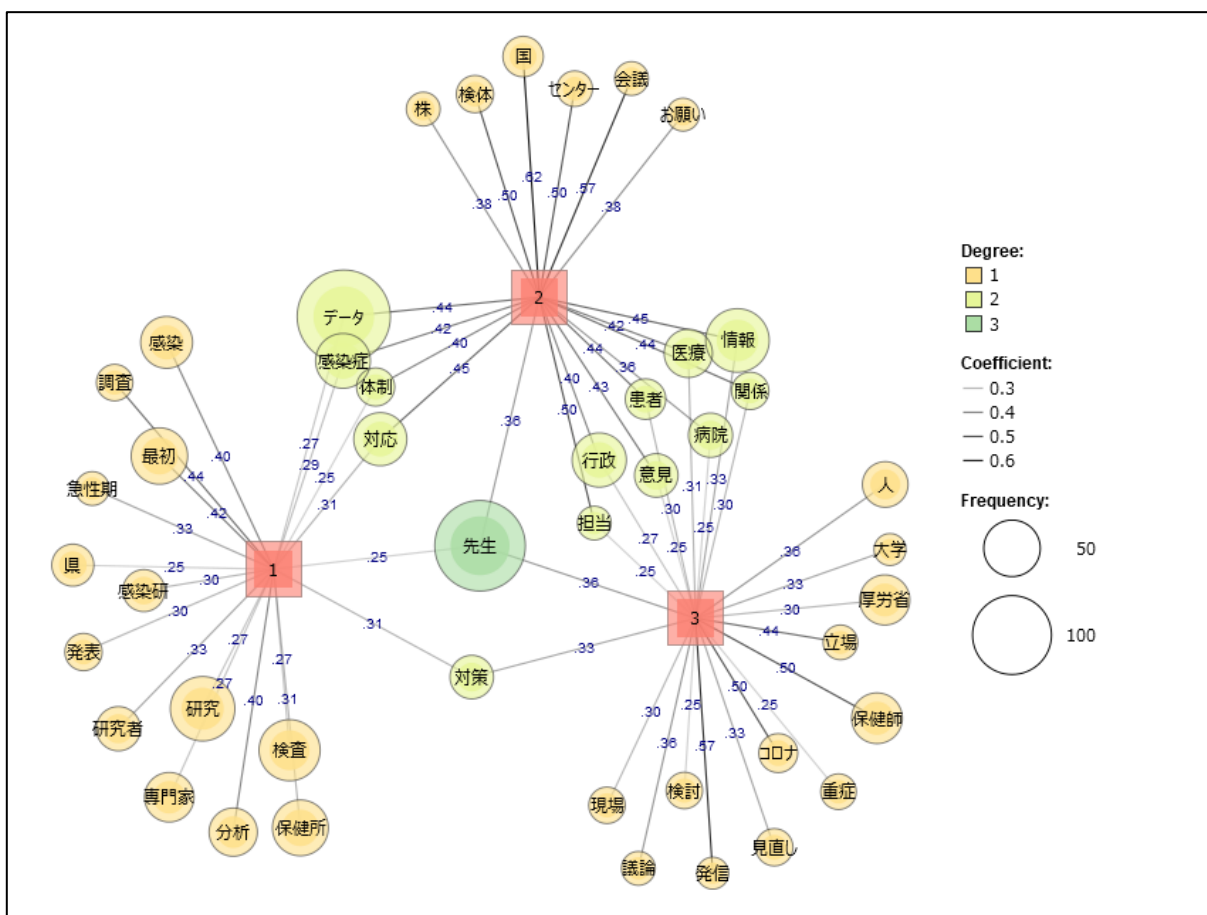 国
会議
検体
センター
株
お願い
.62
.50
.50
.57
.38
.38
2
データ
.44
.42
.40
.45
.36
感染症
体制
対応
.42
.45
.44
.44
.36
.40
.43
.50
医療
情報
関係
患者
病院
行政
意見
担当
感染
調査
最初
急性期
県
感染研
発表
研究者
研究
専門家
分析
検査
保健所
.40
.44
.42
.33
.25
.30
.30
.33
.27
.27
.40
.27
.31
1
.27
.29
.25
.31
.25
.31
先生
対策
.36
.33
3
.31
.33
.30
.30
.25
.25
.27
.25
人
大学
厚労省
立場
保健師
コロナ
重症
見直し
発信
検討
議論
現場
.36
.33
.30
.44
.50
.50
.25
.33
.57
.25
.36
.30
Degree:
1
2
3
Coefficient:
0.3
0.4
0.5
0.6
Frequency:
50
100